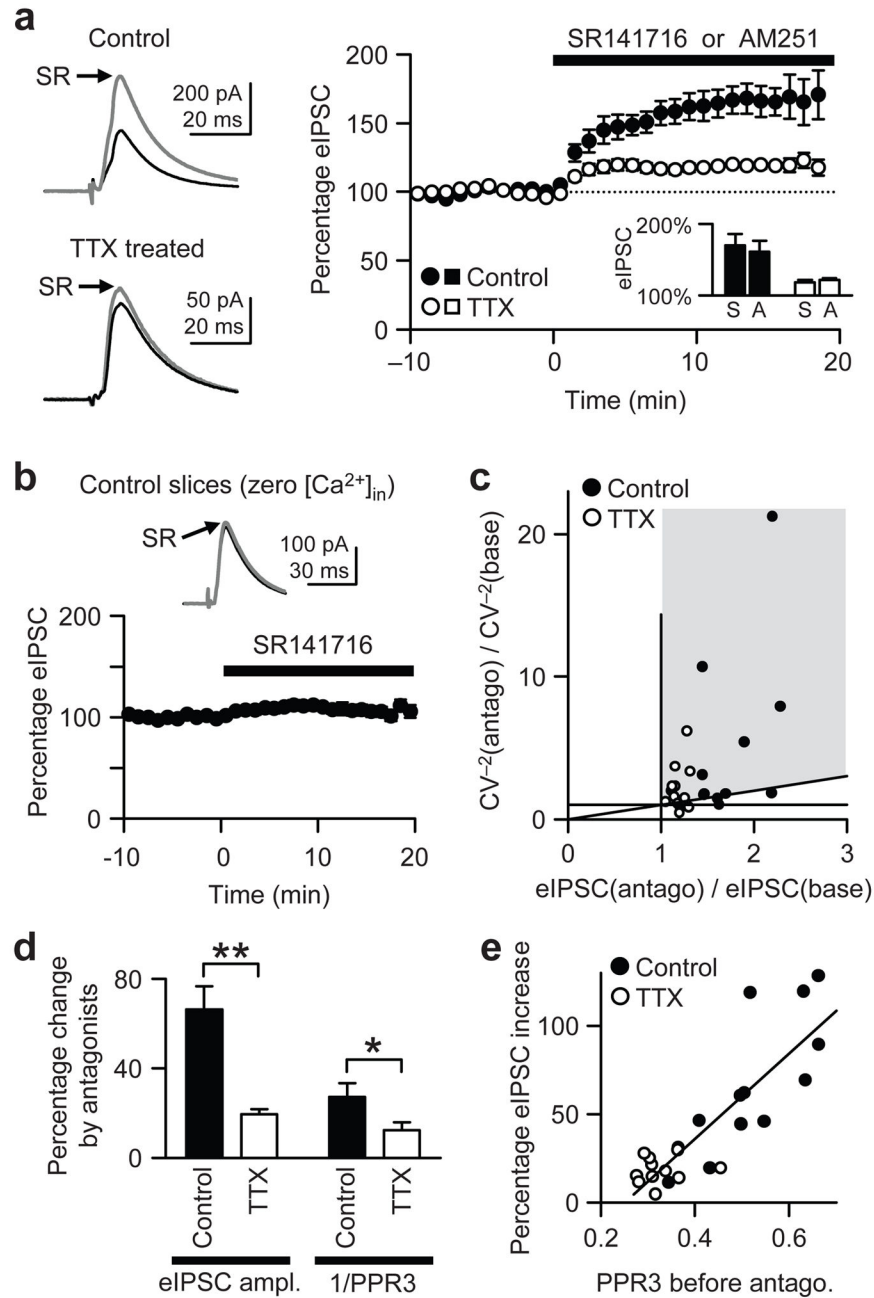 a
Control
SR
200 pA
20 ms
TTX treated
SR
50 pA
20 ms
SR141716 or AM251
Percentage eIPSC
200
150
100
50
0
Control
TTX
eIPSC
200%
100%
S A S A
–10 0 10 20
Time (min)
b
Control slices (zero [Ca²⁺]in)
SR
100 pA
30 ms
SR141716
Percentage eIPSC
200
100
0
-10 0 10 20
Time (min)
c
Control
TTX
CV⁻²(antago) / CV⁻²(base)
20
10
0
0 1 2 3
eIPSC(antago) / eIPSC(base)
d
Percentage change
by antagonists
80
40
0
**
*
Control TTX Control TTX
eIPSC ampl. 1/PPR3
e
Control
TTX
Percentage eIPSC increase
100
50
0
0.2 0.4 0.6
PPR3 before antago.